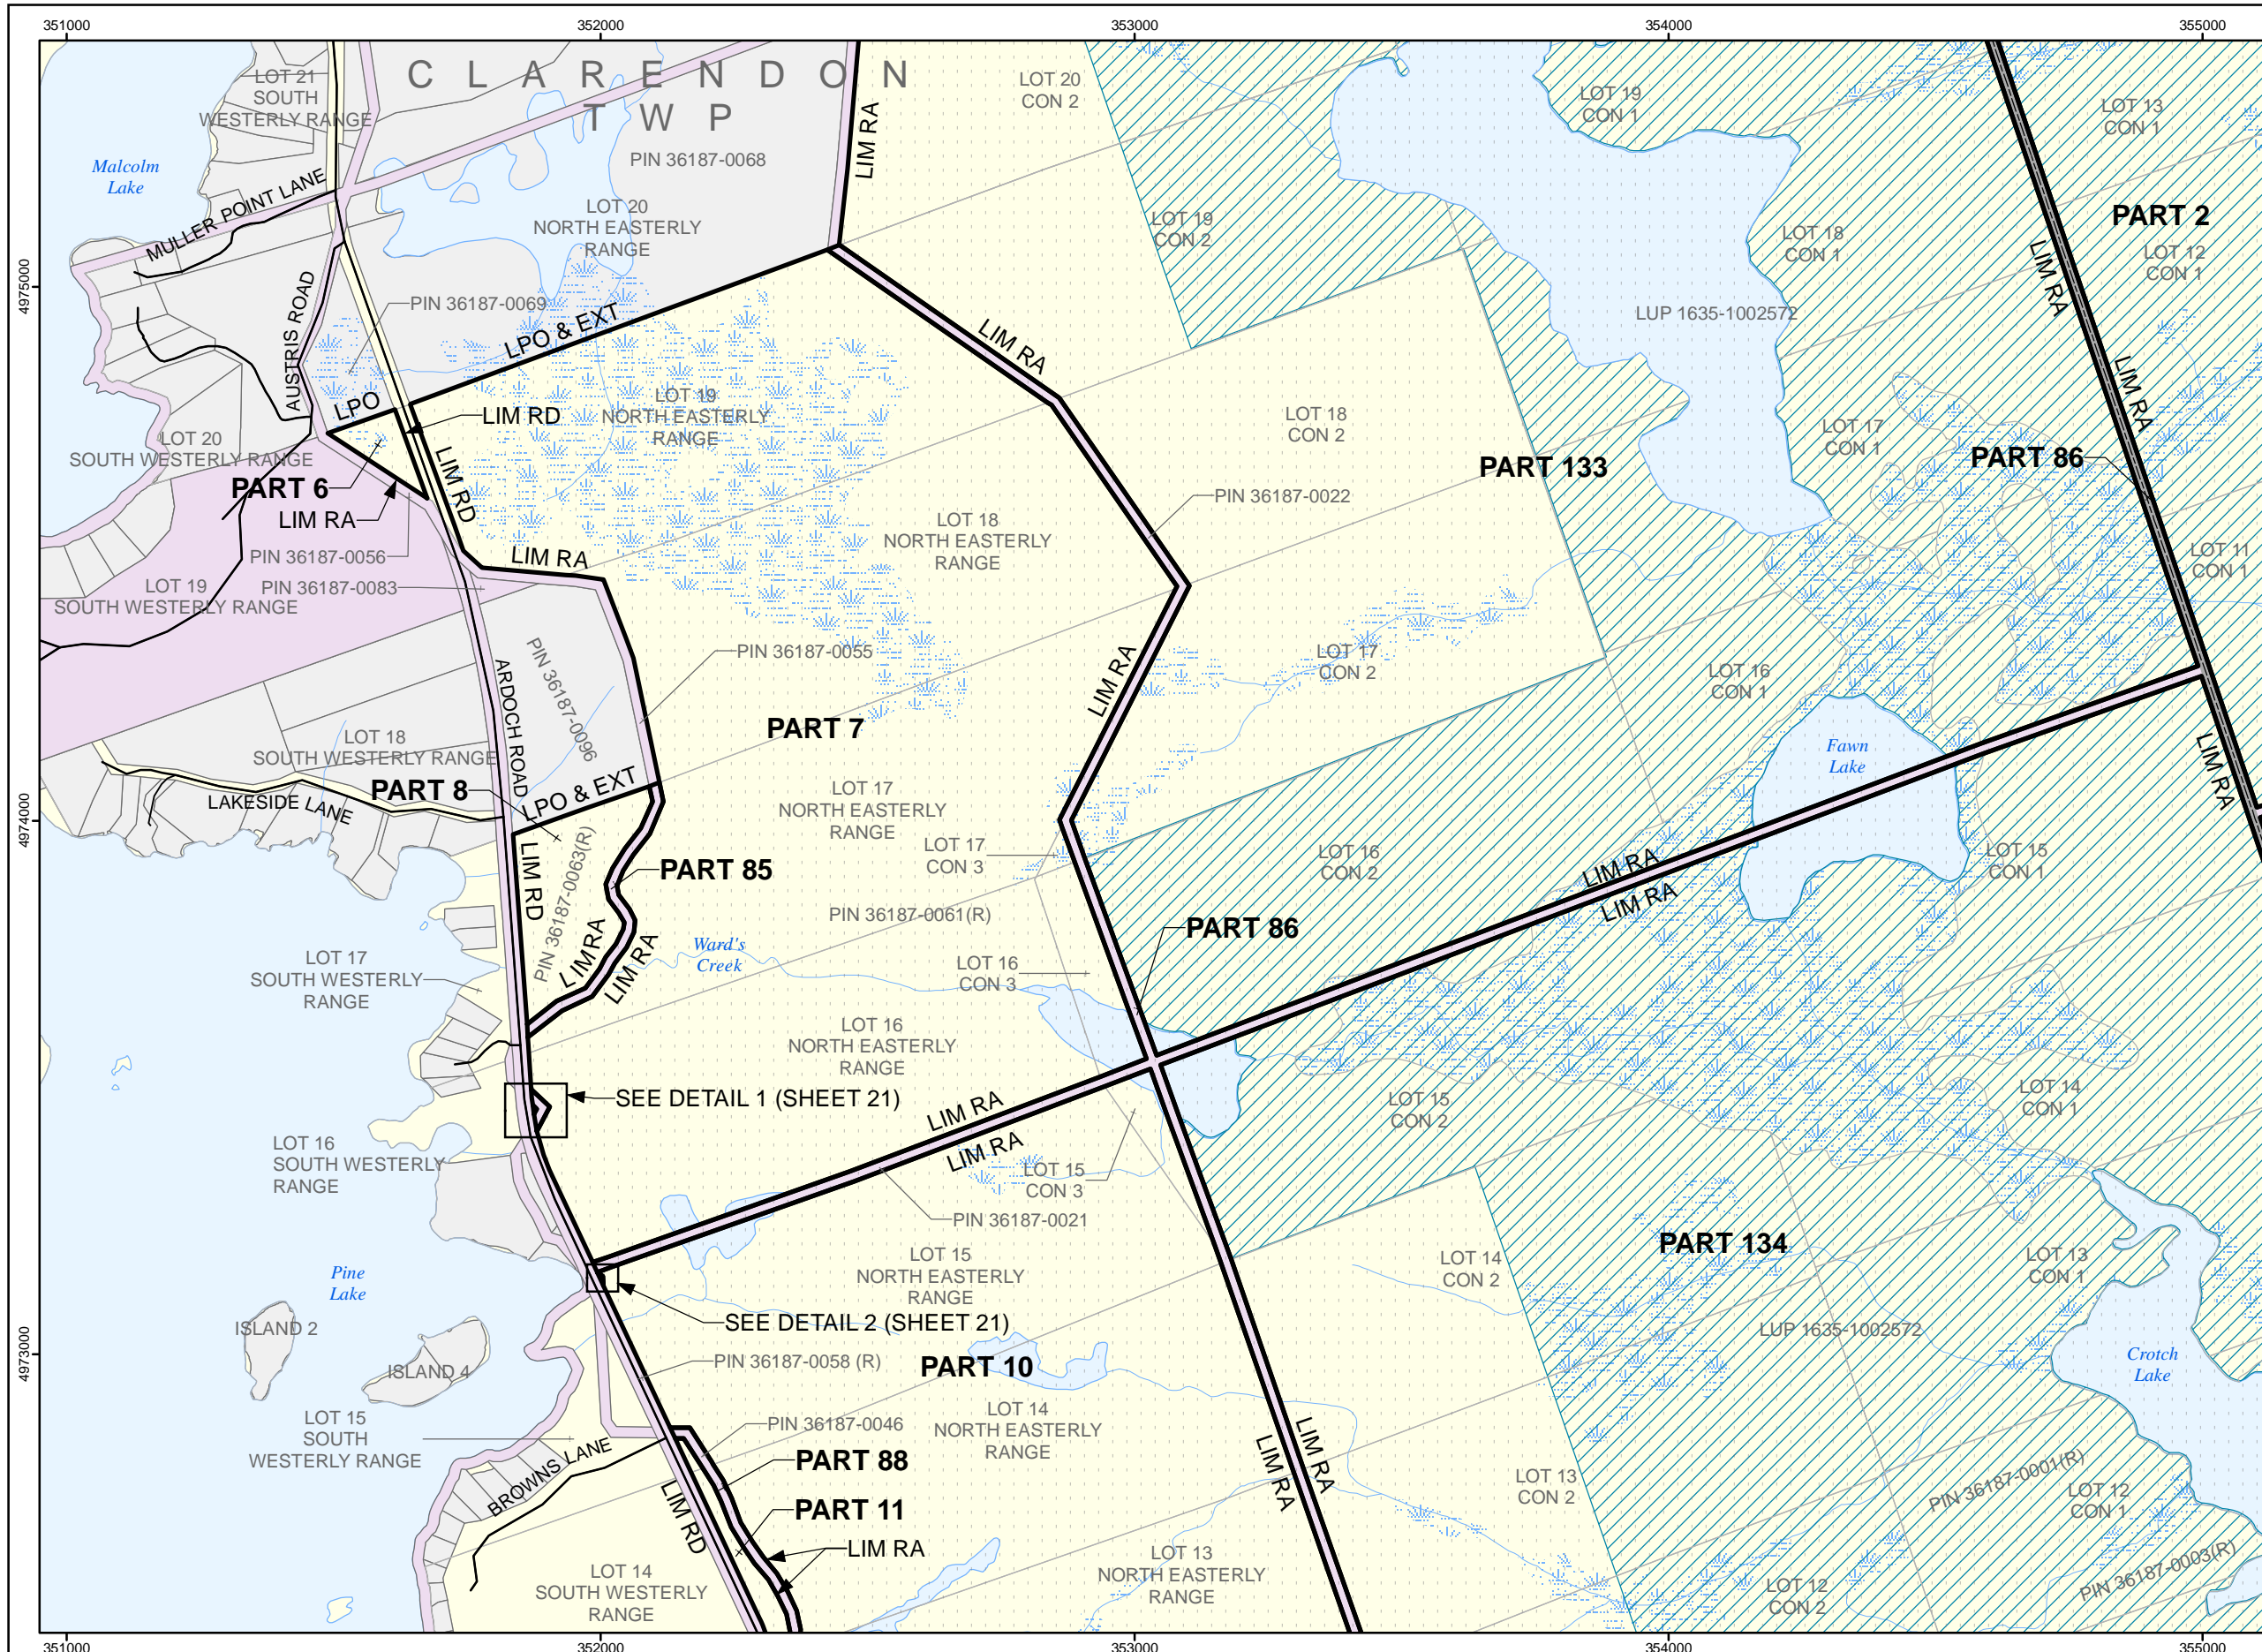 351000
352000
353000
354000
355000
C L A R E N D O N
T W P
LOT 21
SOUTH
WESTERLY RANGE
LOT 20
CON 2
LOT 19
CON 1
LOT 13
CON 1
Malcolm
Lake
MULLER POINT LANE
PIN 36187-0068
LIM RA
LOT 20
NORTH EASTERLY
RANGE
LOT 19
CON 2
LOT 18
CON 1
PART 2
LOT 12
CON 1
LIM RA
4975000
AUSTRIS ROAD
PIN 36187-0069
LPO & EXT
LIM RA
LUP 1635-1002572
LIM RA
LPO
LIM RD
LOT 19
NORTH EASTERLY
RANGE
LOT 18
CON 2
LOT 17
CON 1
LOT 20
SOUTH WESTERLY RANGE
PART 133
PART 86
PART 6
LIM RD
LIM RA
PIN 36187-0022
LOT 18
NORTH EASTERLY
RANGE
LIM RA
PIN 36187-0056
LOT 11
CON 1
LOT 19
SOUTH WESTERLY RANGE
PIN 36187-0083
PIN 36187-0055
PIN 36187-0096
ARDOCH ROAD
LIM RA
LOT 17
CON 2
LOT 16
CON 1
PART 7
LOT 18
SOUTH WESTERLY RANGE
Fawn
Lake
LIM RA
PART 8
LPO & EXT
LAKESIDE LANE
LOT 17
NORTH EASTERLY
RANGE
4974000
LOT 17
CON 3
LOT 16
CON 2
LOT 15
CON 1
PART 85
LIM RD
PIN 36187-0063(R)
LIM RA
LIM RA
PIN 36187-0061(R)
PART 86
LIMRA
LIM RA
Ward's
Creek
LOT 17
SOUTH WESTERLY
RANGE
LOT 16
CON 3
LOT 16
NORTH EASTERLY
RANGE
SEE DETAIL 1 (SHEET 21)
LIM RA
LIM RA
LOT 15
CON 2
LOT 14
CON 1
LOT 16
SOUTH WESTERLY
RANGE
LOT 15
CON 3
PIN 36187-0021
LOT 15
NORTH EASTERLY
RANGE
LOT 14
CON 2
PART 134
LOT 13
CON 1
Pine
Lake
SEE DETAIL 2 (SHEET 21)
ISLAND 2
LUP 1635-1002572
4973000
ISLAND 4
PIN 36187-0058 (R)
PART 10
Crotch
Lake
LOT 15
SOUTH
WESTERLY RANGE
PIN 36187-0046
LOT 14
NORTH EASTERLY
RANGE
LIM RA
LIM RA
BROWNS LANE
PART 88
LOT 13
CON 2
PIN 36187-0001(R)
LOT 12
CON 1
PART 11
LIM RD
LIM RA
LOT 14
SOUTH WESTERLY
RANGE
LOT 13
NORTH EASTERLY
RANGE
LOT 12
CON 2
PIN 36187-0003(R)
351000
352000
353000
354000
355000